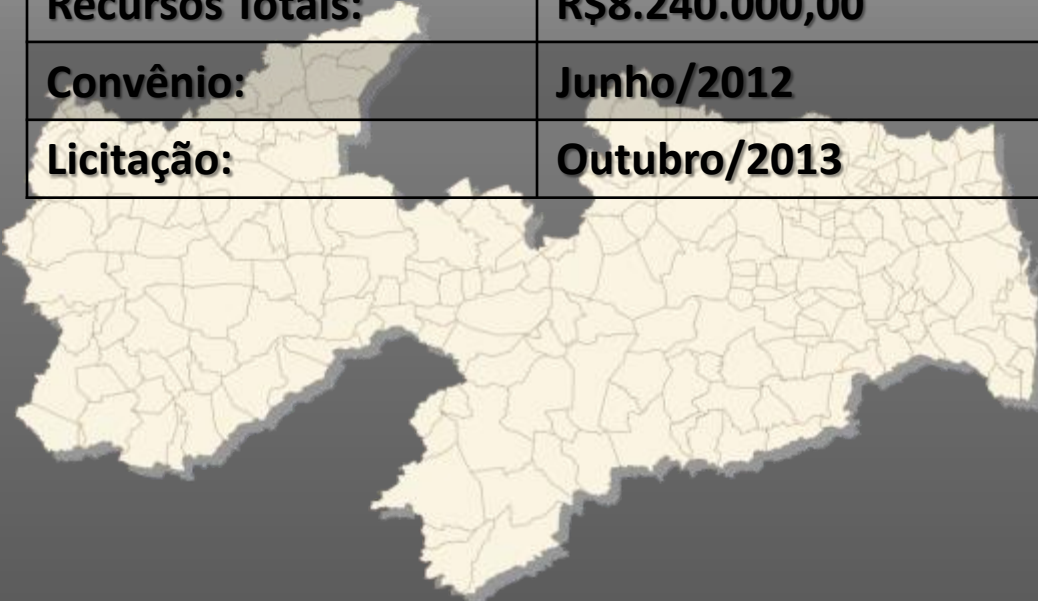 Recursos Totais: R$8.240.000,00
Convênio: Junho/2012
Licitação: Outubro/2013